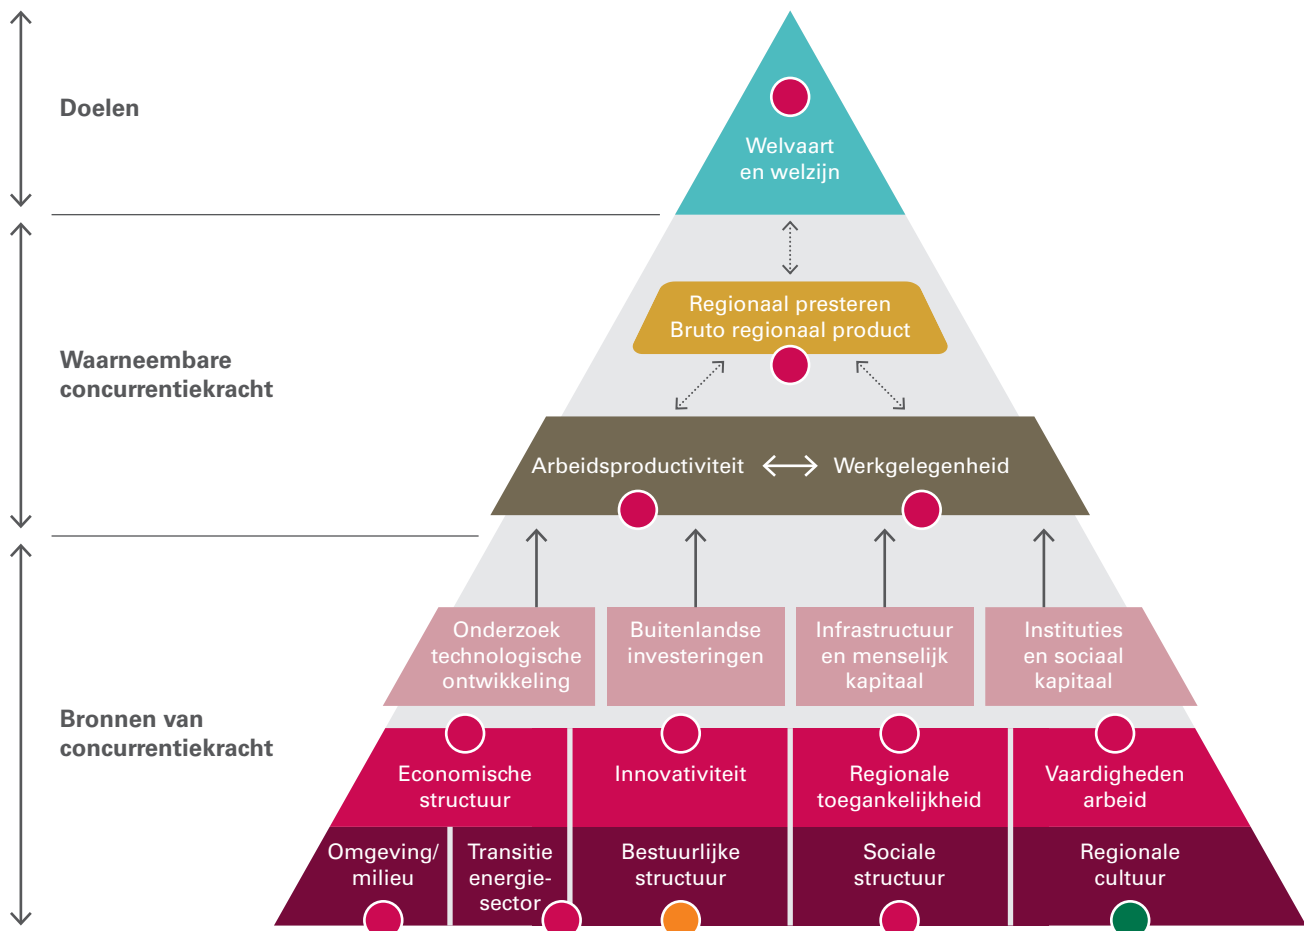 Doelen
Welvaart
en welzijn
Waarneembare
concurrentiekracht
Regionaal presteren
Bruto regionaal product
Arbeidsproductiviteit
Werkgelegenheid
Bronnen van
concurrentiekracht
Onderzoek
technologische
ontwikkeling
Buitenlandse
investeringen
Infrastructuur
en menselijk
kapitaal
Instituties
en sociaal
kapitaal
Economische
structuur
Innovativiteit
Regionale
toegankelijkheid
Vaardigheden
arbeid
Omgeving/
milieu
Transitie
energie-
sector
Bestuurlijke
structuur
Sociale
structuur
Regionale
cultuur